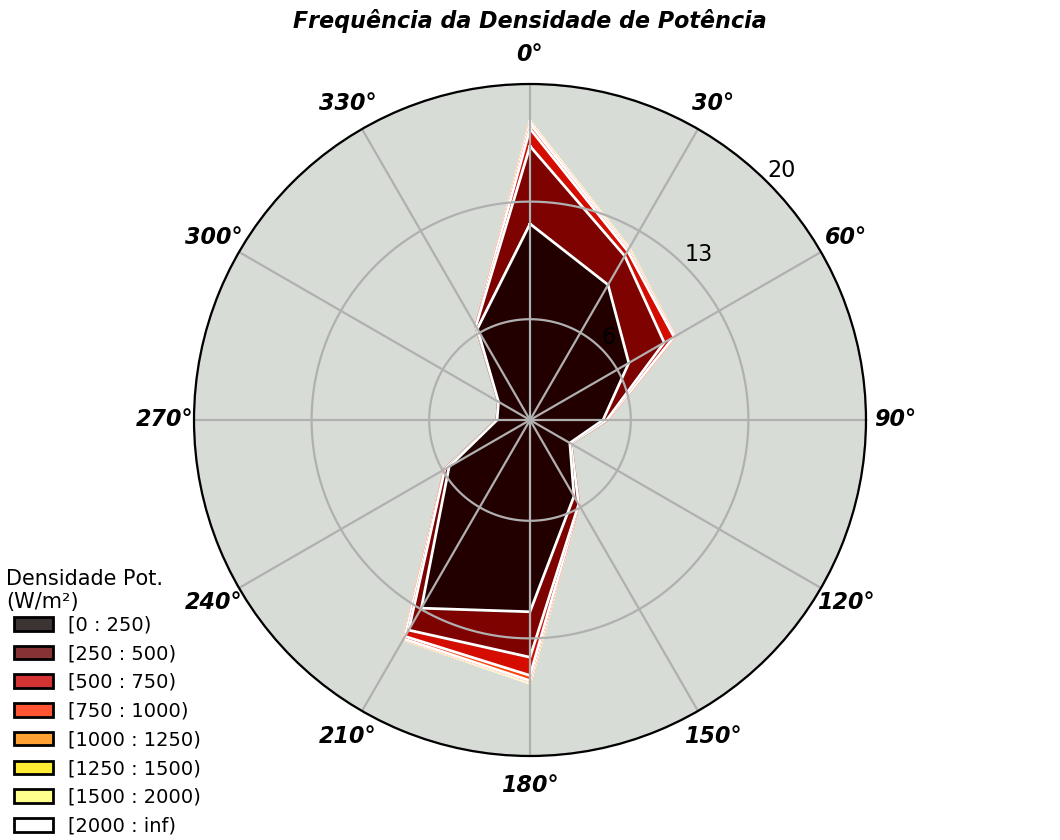 Frequência da Densidade de Potência
0°
330°
30°
20
300°
60°
13
6
270°
90°
Densidade Pot.
(W/m²)
240°
120°
[0 : 250)
[250 : 500)
[500 : 750)
[750 : 1000)
210°
150°
[1000 : 1250)
[1250 : 1500)
180°
[1500 : 2000)
[2000 : inf)